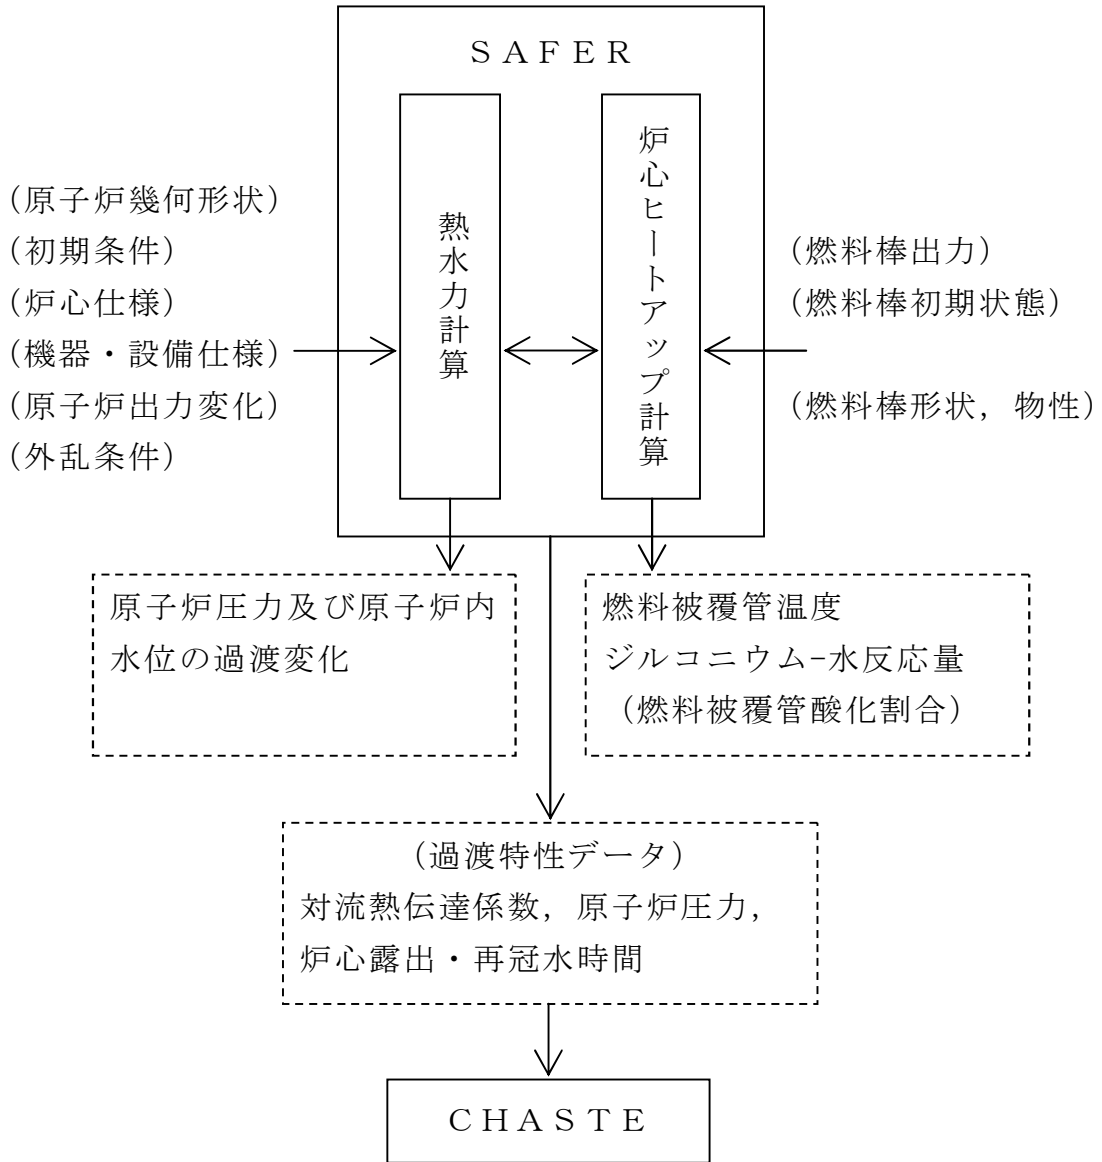 ＳＡＦＥＲ
(原子炉幾何形状)
(初期条件)
(炉心仕様)
(機器・設備仕様)
(原子炉出力変化)
(外乱条件)
熱水力計算
炉心ヒートアップ計算
(燃料棒出力)
(燃料棒初期状態)
(燃料棒形状，物性)
原子炉圧力及び原子炉内
水位の過渡変化
燃料被覆管温度
ジルコニウム−水反応量
(燃料被覆管酸化割合)
(過渡特性データ)
対流熱伝達係数，原子炉圧力，
炉心露出・再冠水時間
ＣＨＡＳＴＥ